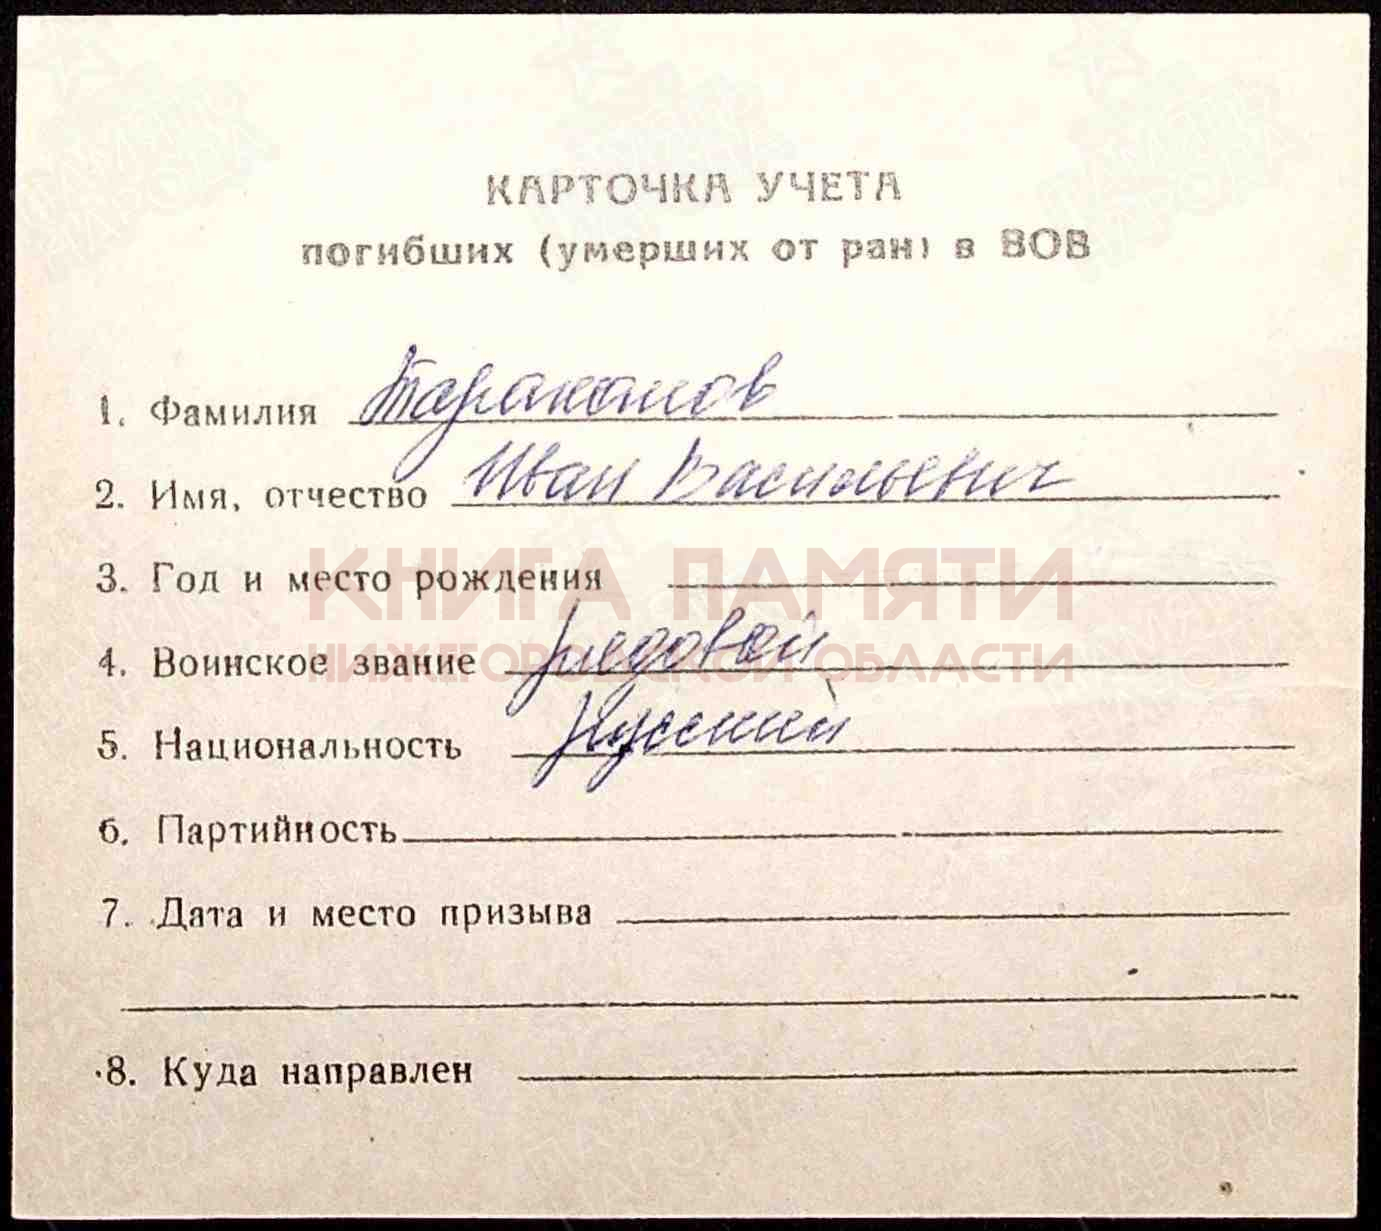 КАРТОЧКА УЧЕТА
погибших (умерших от ран) в ВОВ
1. Фамилия Тараканов
2. Имя, отчество Иван Васильевич
3. Год и место рождения
КНИГА ПАМЯТИ
4. Воинское звание рядовой
НИЖЕГОРОДСКОЙ ОБЛАСТИ
5. Национальность русский
6. Партийность
7. Дата и место призыва
8. Куда направлен